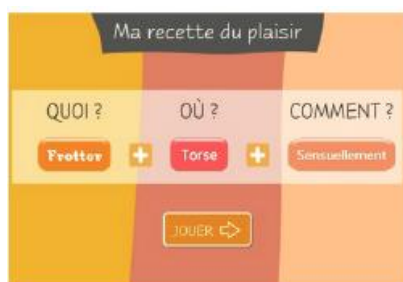 Ma recette du plaisir
QUOI ? OÙ ? COMMENT ?
Frotter + Torse + Sensuellement
JOUER